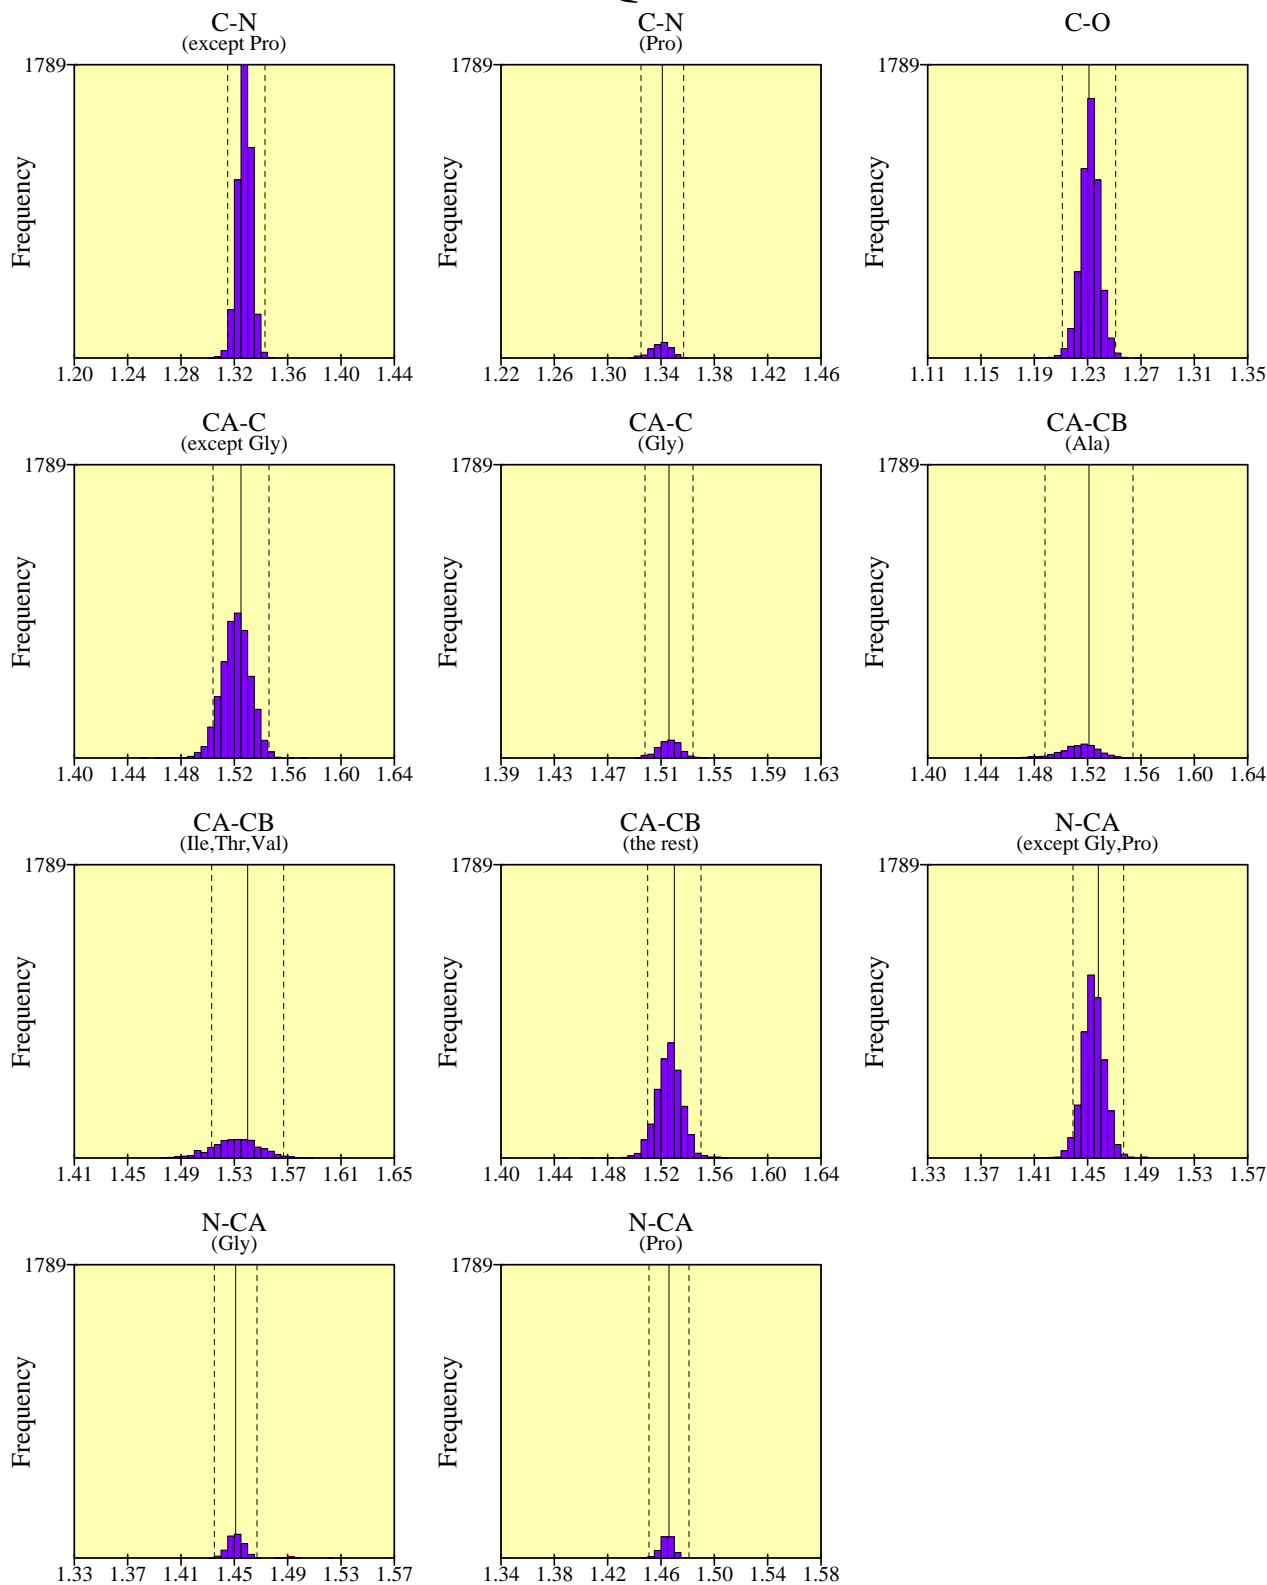 C-N
(except Pro)
1789
Frequency
1.20 1.24 1.28 1.32 1.36 1.40 1.44
C-N
(Pro)
1789
Frequency
1.22 1.26 1.30 1.34 1.38 1.42 1.46
C-O
1789
Frequency
1.11 1.15 1.19 1.23 1.27 1.31 1.35
CA-C
(except Gly)
1789
Frequency
1.40 1.44 1.48 1.52 1.56 1.60 1.64
CA-C
(Gly)
1789
Frequency
1.39 1.43 1.47 1.51 1.55 1.59 1.63
CA-CB
(Ala)
1789
Frequency
1.40 1.44 1.48 1.52 1.56 1.60 1.64
CA-CB
(Ile,Thr,Val)
1789
Frequency
1.41 1.45 1.49 1.53 1.57 1.61 1.65
CA-CB
(the rest)
1789
Frequency
1.40 1.44 1.48 1.52 1.56 1.60 1.64
N-CA
(except Gly,Pro)
1789
Frequency
1.33 1.37 1.41 1.45 1.49 1.53 1.57
N-CA
(Gly)
1789
Frequency
1.33 1.37 1.41 1.45 1.49 1.53 1.57
N-CA
(Pro)
1789
Frequency
1.34 1.38 1.42 1.46 1.50 1.54 1.58